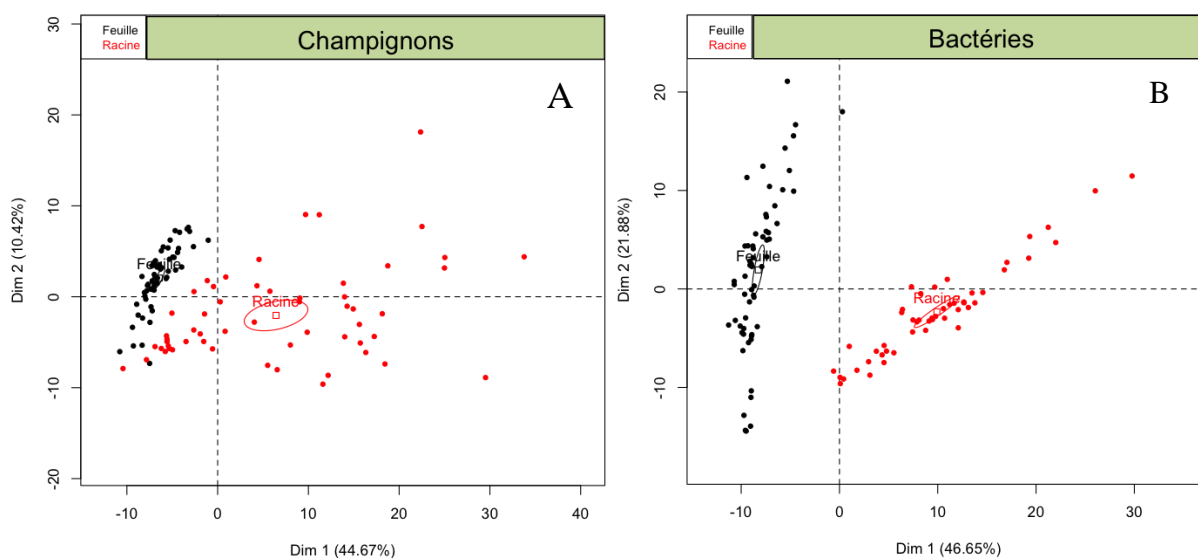 Feuille
Racine
Champignons
A
30
20
10
0
-10
-20
Dim 2 (10.42%)
Feuille
Racine
-10
0
10
20
30
40
Dim 1 (44.67%)
Feuille
Racine
Bactéries
B
20
10
0
-10
Dim 2 (21.88%)
Feuille
Racine
-10
0
10
20
30
Dim 1 (46.65%)